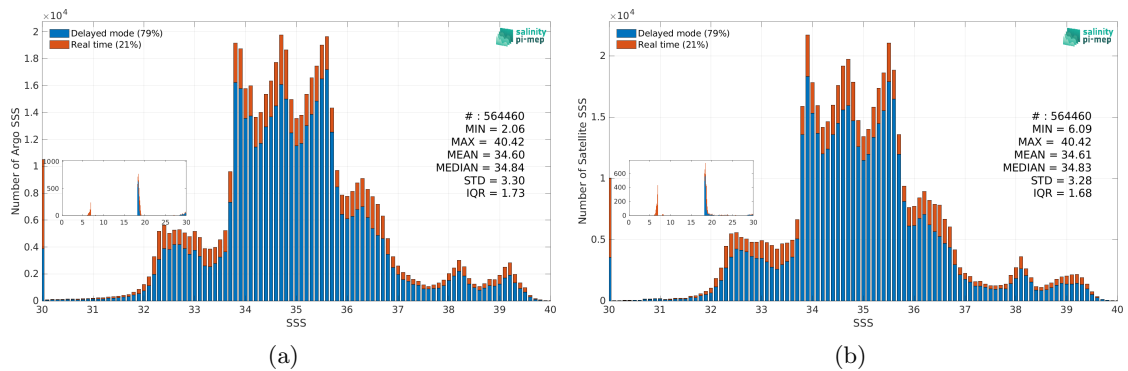 ×10⁴
Delayed mode (79%)
Real time (21%)
salinity
pi-mep
Number of Argo SSS
2
1.8
1.6
1.4
1.2
1
0.8
0.6
0.4
0.2
0
# : 564460
MIN = 2.06
MAX = 40.42
MEAN = 34.60
MEDIAN = 34.84
STD = 3.30
IQR = 1.73
1000
500
0
0 5 10 15 20 25 30
30 31 32 33 34 35 36 37 38 39 40
SSS
(a)
×10⁴
Delayed mode (79%)
Real time (21%)
salinity
pi-mep
Number of Satellite SSS
2
1.5
1
0.5
0
# : 564460
MIN = 6.09
MAX = 40.42
MEAN = 34.61
MEDIAN = 34.83
STD = 3.28
IQR = 1.68
600
400
200
0
0 5 10 15 20 25 30
30 31 32 33 34 35 36 37 38 39 40
SSS
(b)